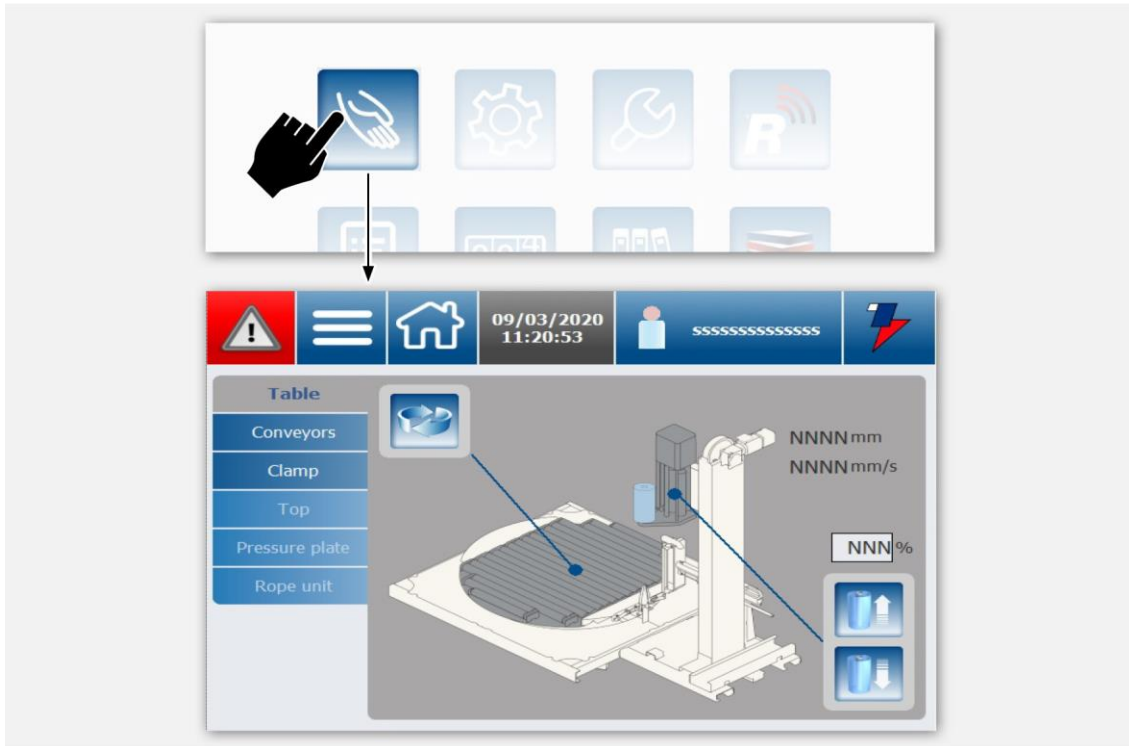 R
004
09/03/2020
11:20:53
ssssssssssssss
Table
Conveyors
Clamp
Top
Pressure plate
Rope unit
NNNN mm
NNNN mm/s
NNN %